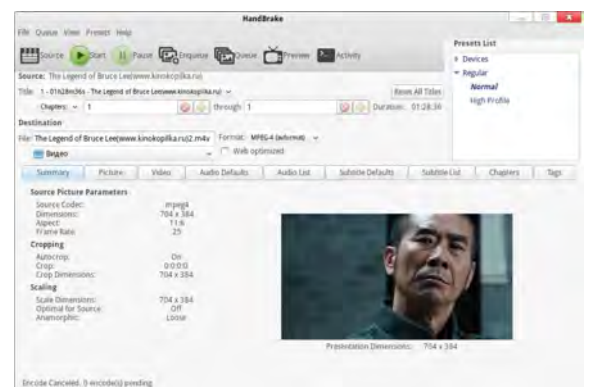 HandBrake
File Queue View Presets Help
Source Start Pause Enqueue Queue Preview Activity
Presets List
Devices
Regular
Normal
High Profile
Source: The Legend of Bruce Lee(www.kinokopilka.ru)
Title: 1 - 01h28m36s - The Legend of Bruce Lee(www.kinokopilka.ru)
Reset All Titles
Chapters: 1 through 1 Duration: 01:28:36
Destination
File: The Legend of Bruce Lee(www.kinokopilka.ru)2.m4v Format: MPEG-4 (avformat)
Видео Web optimized
Summary Picture Video Audio Defaults Audio List Subtitle Defaults Subtitle List Chapters Tags
Source Picture Parameters
Source Codec: mpeg4
Dimensions: 704 x 384
Aspect: 11:6
Frame Rate 25
Cropping
Autocrop: On
Crop: 0:0:0:0
Crop Dimensions: 704 x 384
Scaling
Scale Dimensions: 704 x 384
Optimal for Source: Off
Anamorphic: Loose
Presentation Dimensions: 704 x 384
Encode Canceled. 0 encode(s) pending